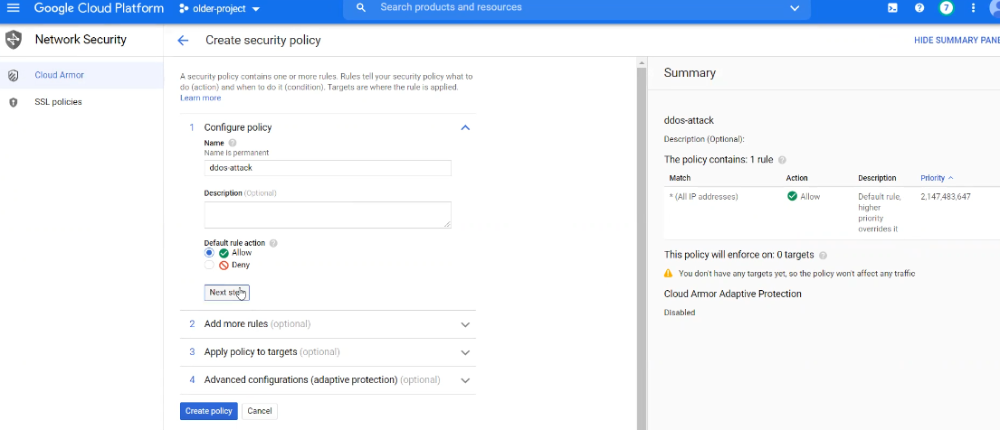 Google Cloud Platform
older-project
Search products and resources
7
Network Security
Create security policy
HIDE SUMMARY PANE
Cloud Armor
SSL policies
A security policy contains one or more rules. Rules tell your security policy what to
do (action) and when to do it (condition). Targets are where the rule is applied.
Learn more
1 Configure policy
Name
Name is permanent
ddos-attack
Description (Optional)
Default rule action
Allow
Deny
Next step
2 Add more rules (optional)
3 Apply policy to targets (optional)
4 Advanced configurations (adaptive protection) (optional)
Create policy Cancel
Summary
ddos-attack
Description (Optional):
The policy contains: 1 rule
Match Action Description Priority
* (All IP addresses) Allow Default rule, 2,147,483,647
higher
priority
overrides it
This policy will enforce on: 0 targets
You don't have any targets yet, so the policy won't affect any traffic
Cloud Armor Adaptive Protection
Disabled